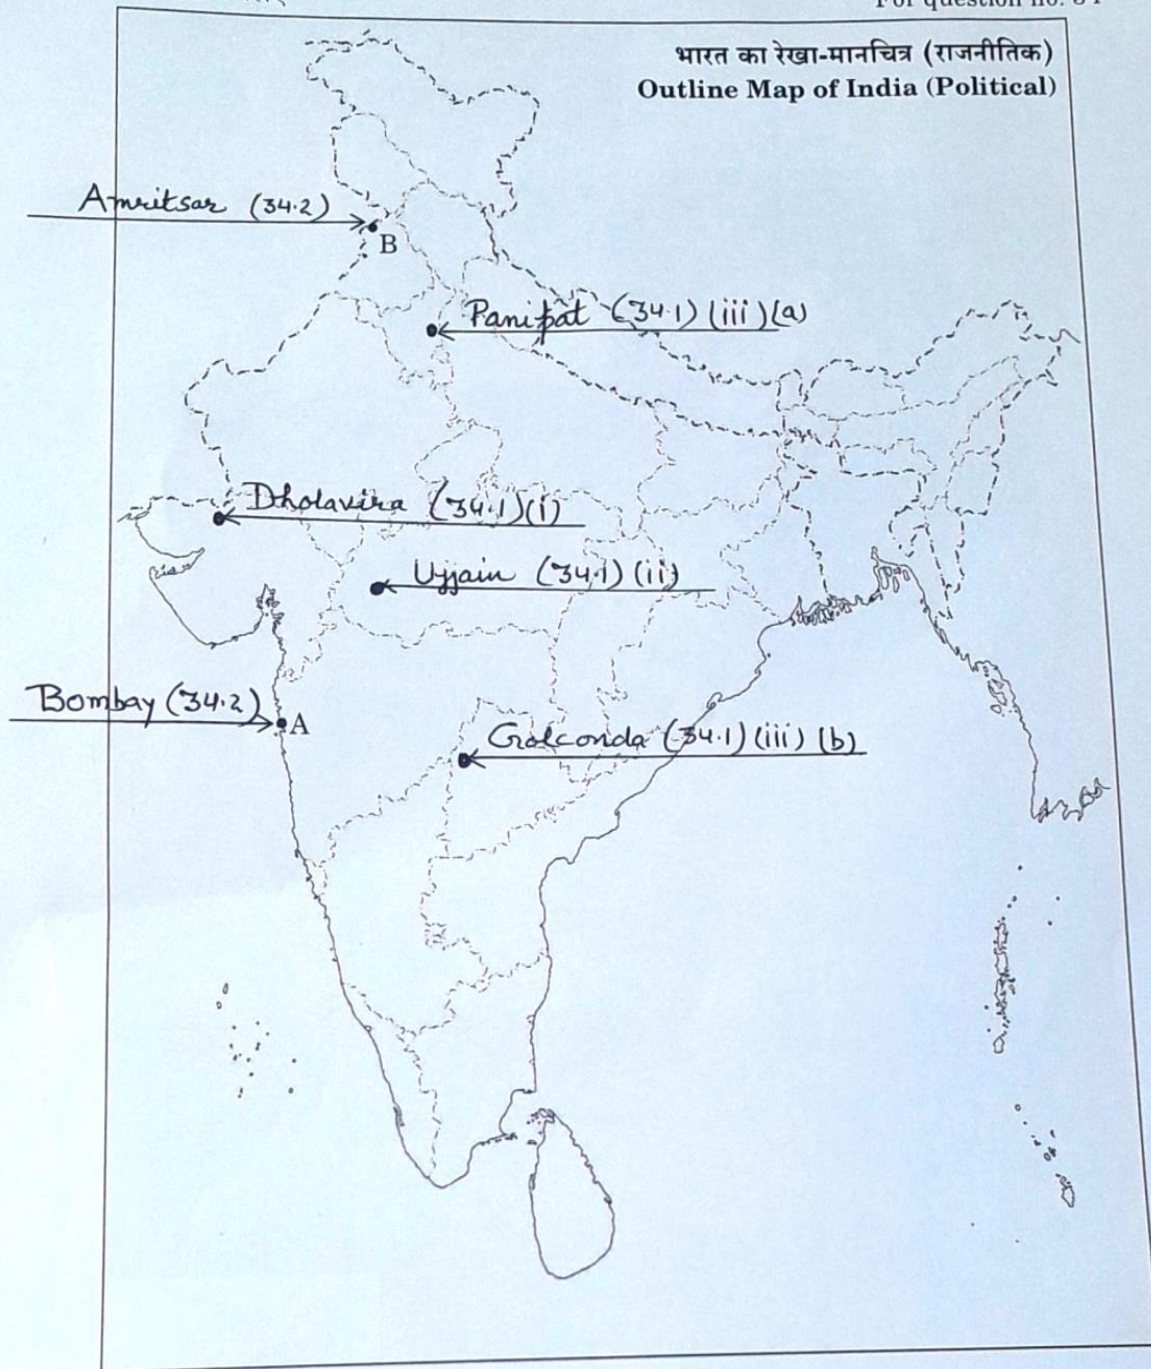 For question no. 34
भारत का रेखा-मानचित्र (राजनीतिक)
Outline Map of India (Political)
Amritsar (34.2)
B
Panipat (34.1) (iii) (a)
Dholavira (34.1) (i)
Ujjain (34.1) (ii)
Bombay (34.2)
A
Golconda (34.1) (iii) (b)